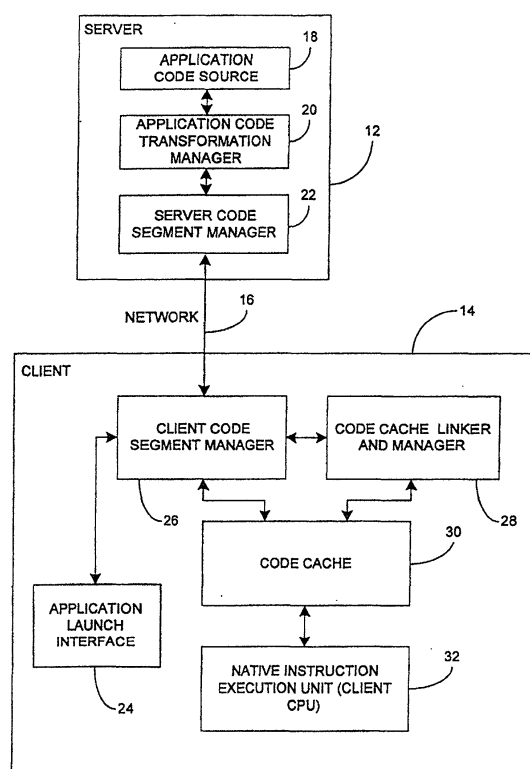 SERVER
APPLICATION
CODE SOURCE
18
APPLICATION CODE
TRANSFORMATION
MANAGER
20
12
SERVER CODE
SEGMENT MANAGER
22
NETWORK
16
14
CLIENT
CLIENT CODE
SEGMENT MANAGER
26
CODE CACHE LINKER
AND MANAGER
28
CODE CACHE
30
APPLICATION
LAUNCH
INTERFACE
24
NATIVE INSTRUCTION
EXECUTION UNIT (CLIENT
CPU)
32